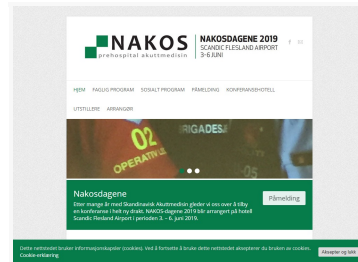 NAKOS
prehospital akuttmedisin
NAKOSDAGENE 2019
SCANDIC FLESLAND AIRPORT
3-6 JUNI
HJEM FAGLIG PROGRAM SOSIALT PROGRAM PÅMELDING KONFERANSEHOTELL
UTSTILLERE ARRANGØR
02
OPERATIV
BRIGADES
Nakosdagene
Etter mange år med Skandinavisk Akuttmedisin gleder vi oss over å tilby
en konferanse i helt ny drakt. NAKOS-dagene 2019 blir arrangert på hotell
Scandic Flesland Airport i perioden 3. – 6. juni 2019.
Påmelding
Dette nettstedet bruker informasjonskapsler (cookies). Ved å fortsette å bruke dette nettstedet aksepterer du bruken av cookies.
Cookie-erklæring
Aksepter og lukk